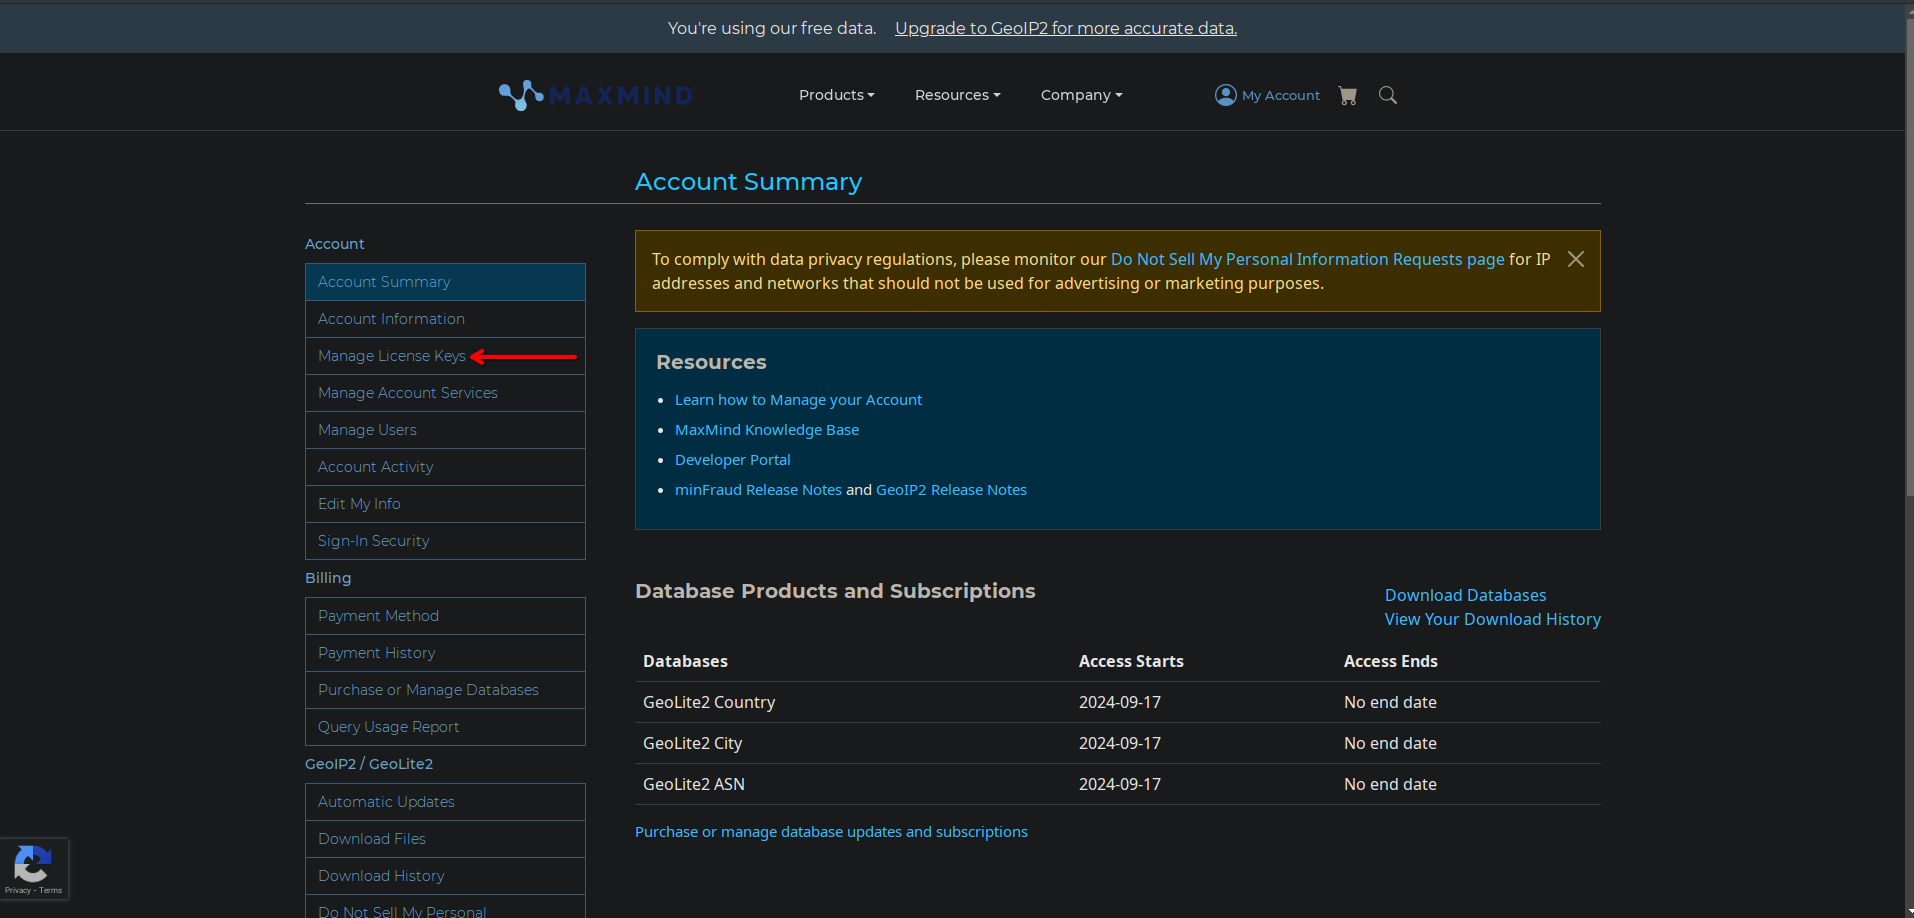 You're using our free data. Upgrade to GeoIP2 for more accurate data.
MAXMIND
Products
Resources
Company
My Account
Account Summary
Account
Account Summary
Account Information
Manage License Keys
Manage Account Services
Manage Users
Account Activity
Edit My Info
Sign-In Security
Billing
Payment Method
Payment History
Purchase or Manage Databases
Query Usage Report
GeoIP2 / GeoLite2
Automatic Updates
Download Files
Download History
Do Not Sell My Personal
To comply with data privacy regulations, please monitor our Do Not Sell My Personal Information Requests page for IP
addresses and networks that should not be used for advertising or marketing purposes.
Resources
Learn how to Manage your Account
MaxMind Knowledge Base
Developer Portal
minFraud Release Notes and GeoIP2 Release Notes
Database Products and Subscriptions
Download Databases
View Your Download History
Databases Access Starts Access Ends
GeoLite2 Country 2024-09-17 No end date
GeoLite2 City 2024-09-17 No end date
GeoLite2 ASN 2024-09-17 No end date
Purchase or manage database updates and subscriptions
Privacy - Terms